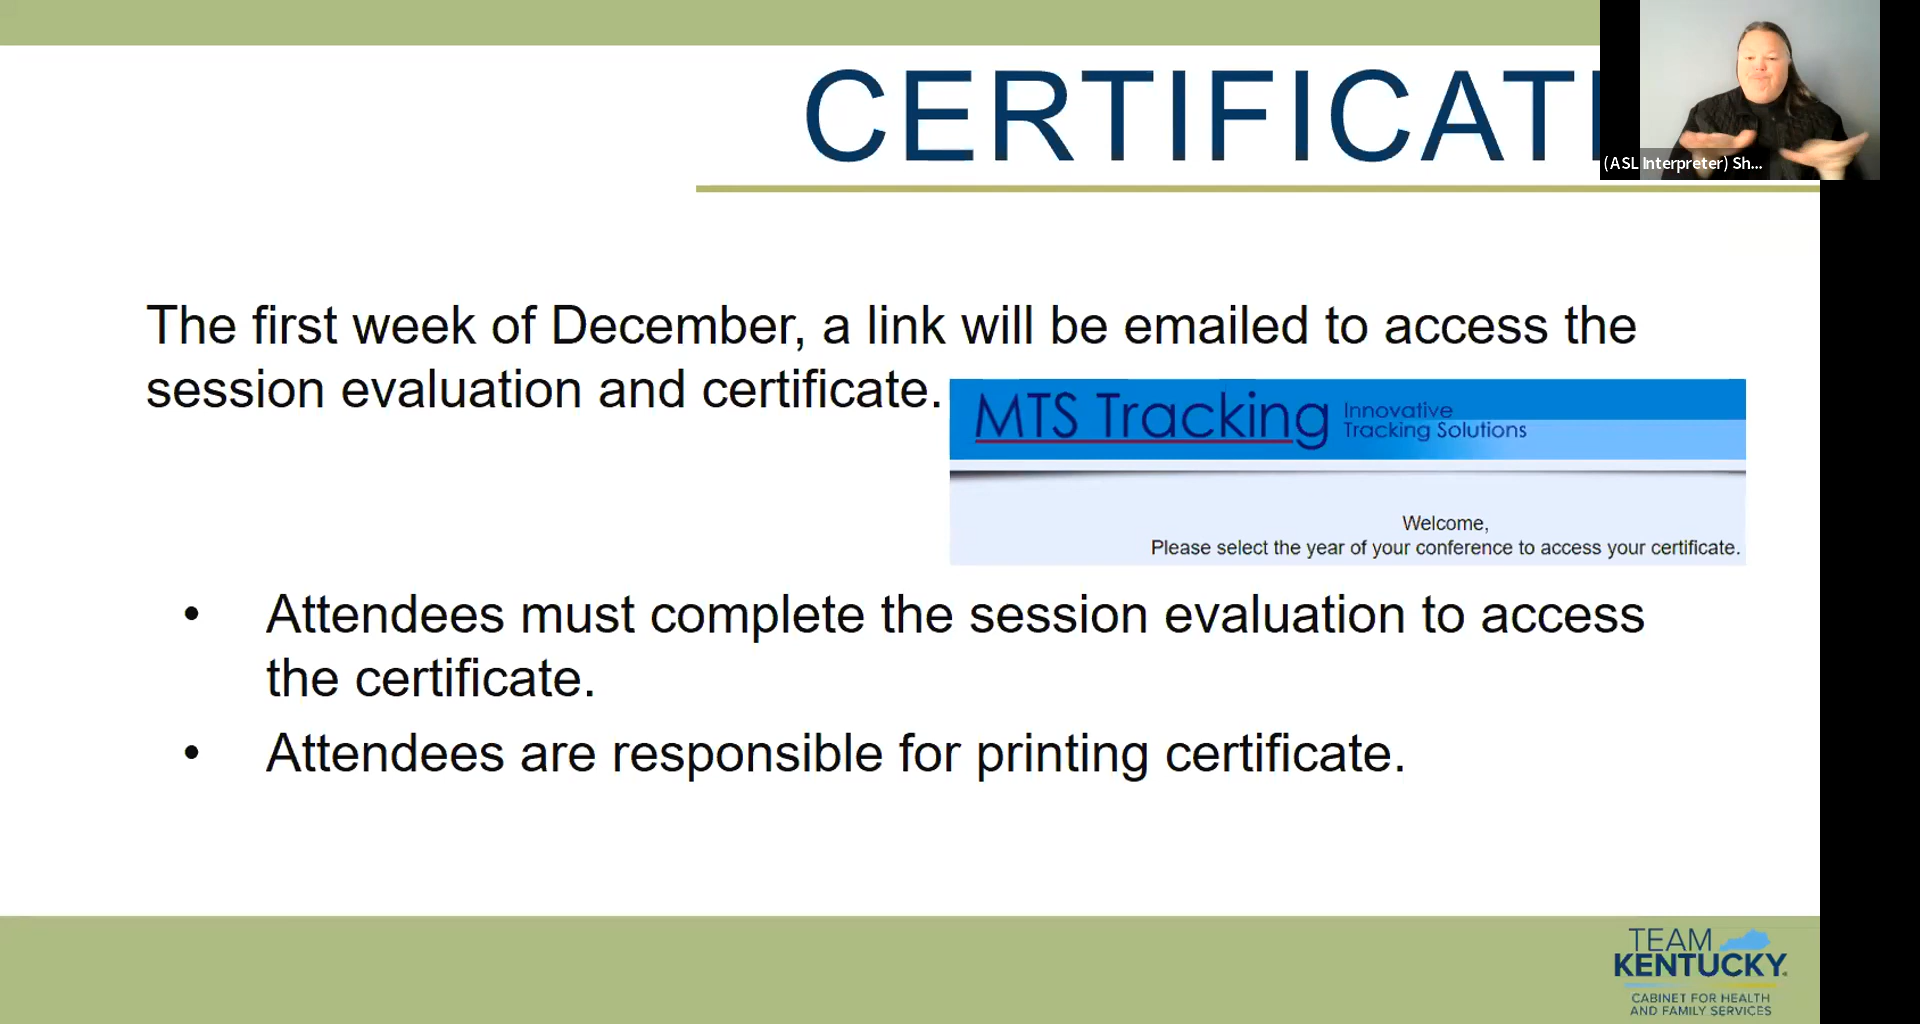 CERTIFICAT
(ASL Interpreter) Sh...
The first week of December, a link will be emailed to access the
session evaluation and certificate.
MTS Tracking
Innovative
Tracking Solutions
Welcome,
Please select the year of your conference to access your certificate.
• Attendees must complete the session evaluation to access
the certificate.
• Attendees are responsible for printing certificate.
TEAM
KENTUCKY
CABINET FOR HEALTH
AND FAMILY SERVICES